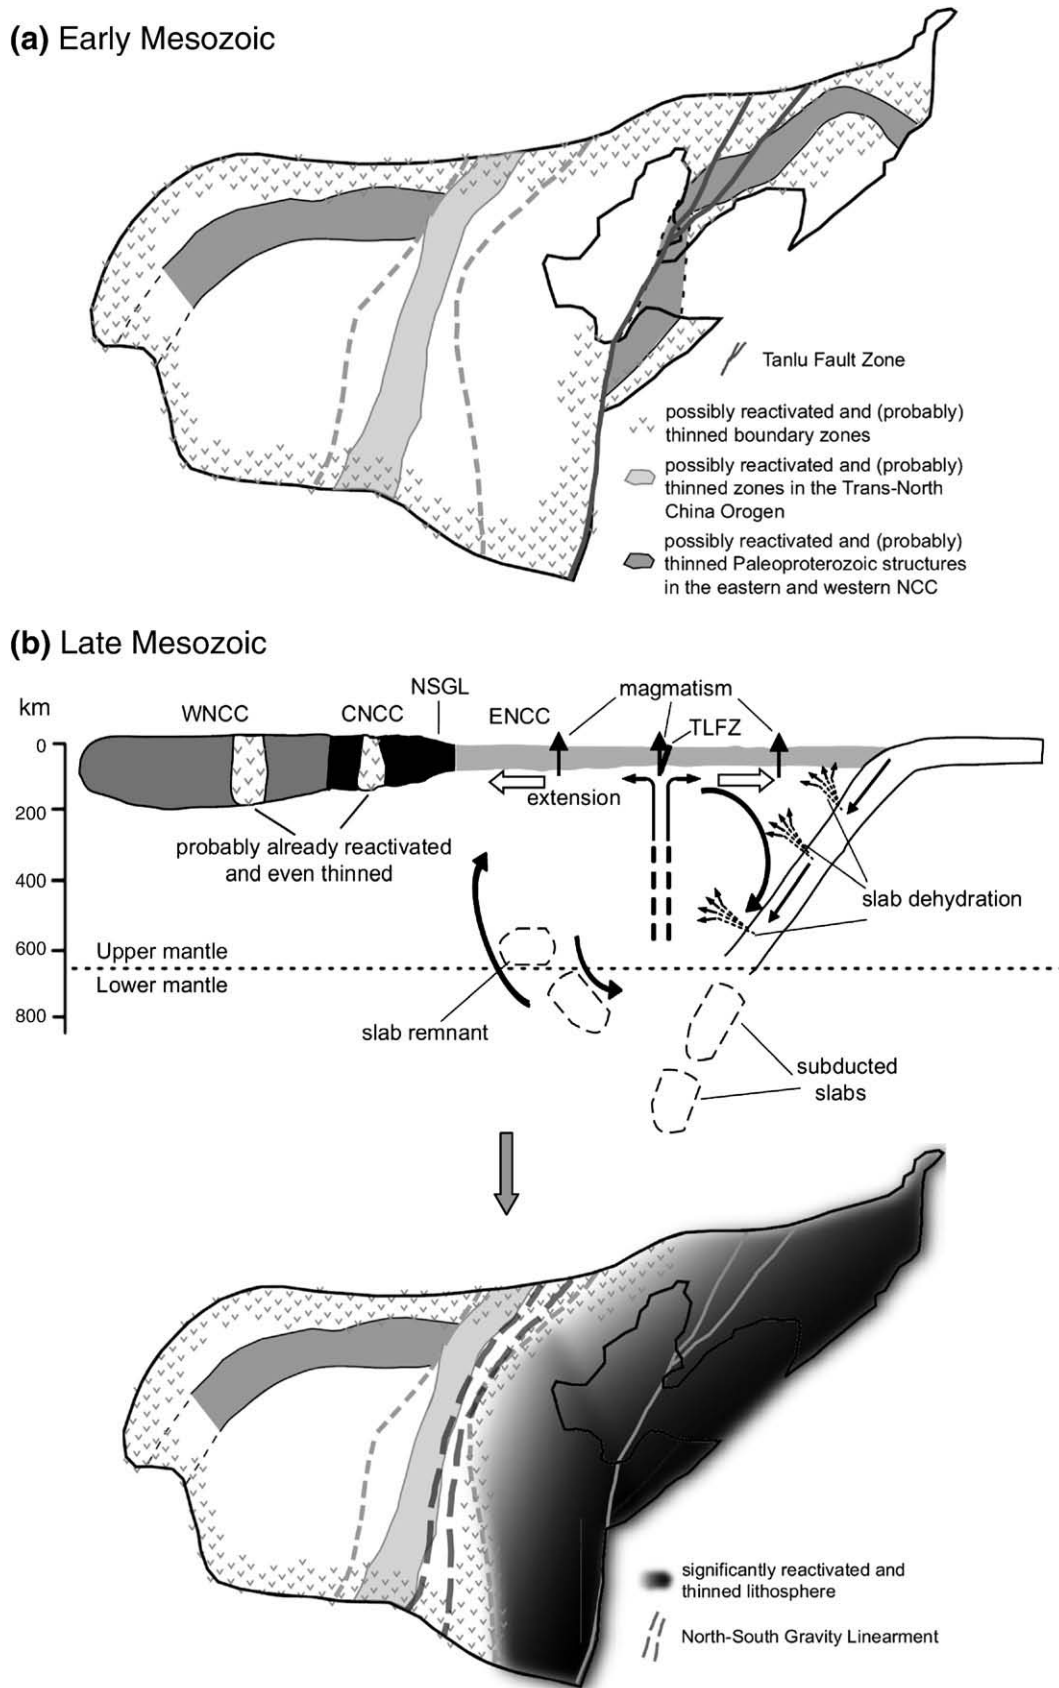 (a) Early Mesozoic
Tanlu Fault Zone
possibly reactivated and (probably)
thinned boundary zones
possibly reactivated and (probably)
thinned zones in the Trans-North
China Orogen
possibly reactivated and (probably)
thinned Paleoproterozoic structures
in the eastern and western NCC
(b) Late Mesozoic
km
WNCC
CNCC
NSGL
ENCC
magmatism
TLFZ
0
200
400
600
800
extension
probably already reactivated
and even thinned
slab dehydration
Upper mantle
Lower mantle
slab remnant
subducted
slabs
significantly reactivated and
thinned lithosphere
North-South Gravity Linearment